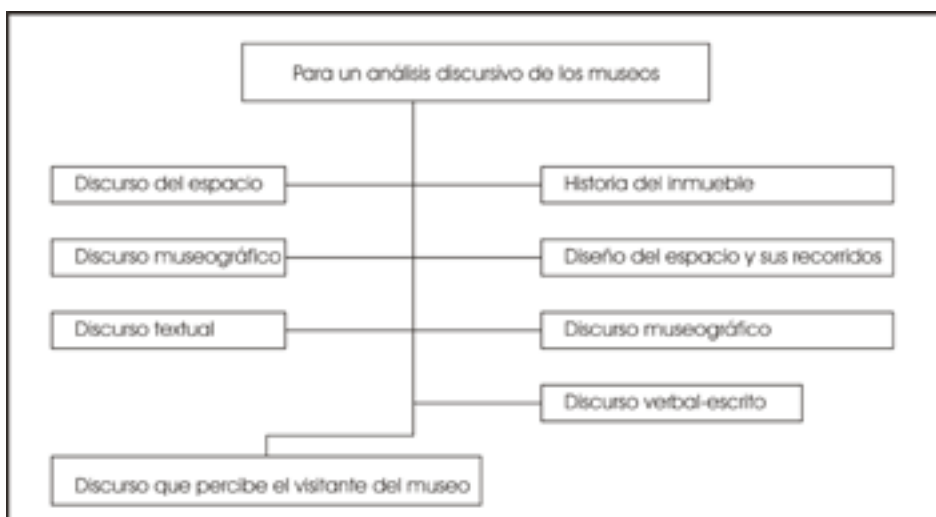 Para un análisis discursivo de los museos
Discurso del espacio
Historia del inmueble
Discurso museográfico
Diseño del espacio y sus recorridos
Discurso textual
Discurso museográfico
Discurso verbal-escrito
Discurso que percibe el visitante del museo